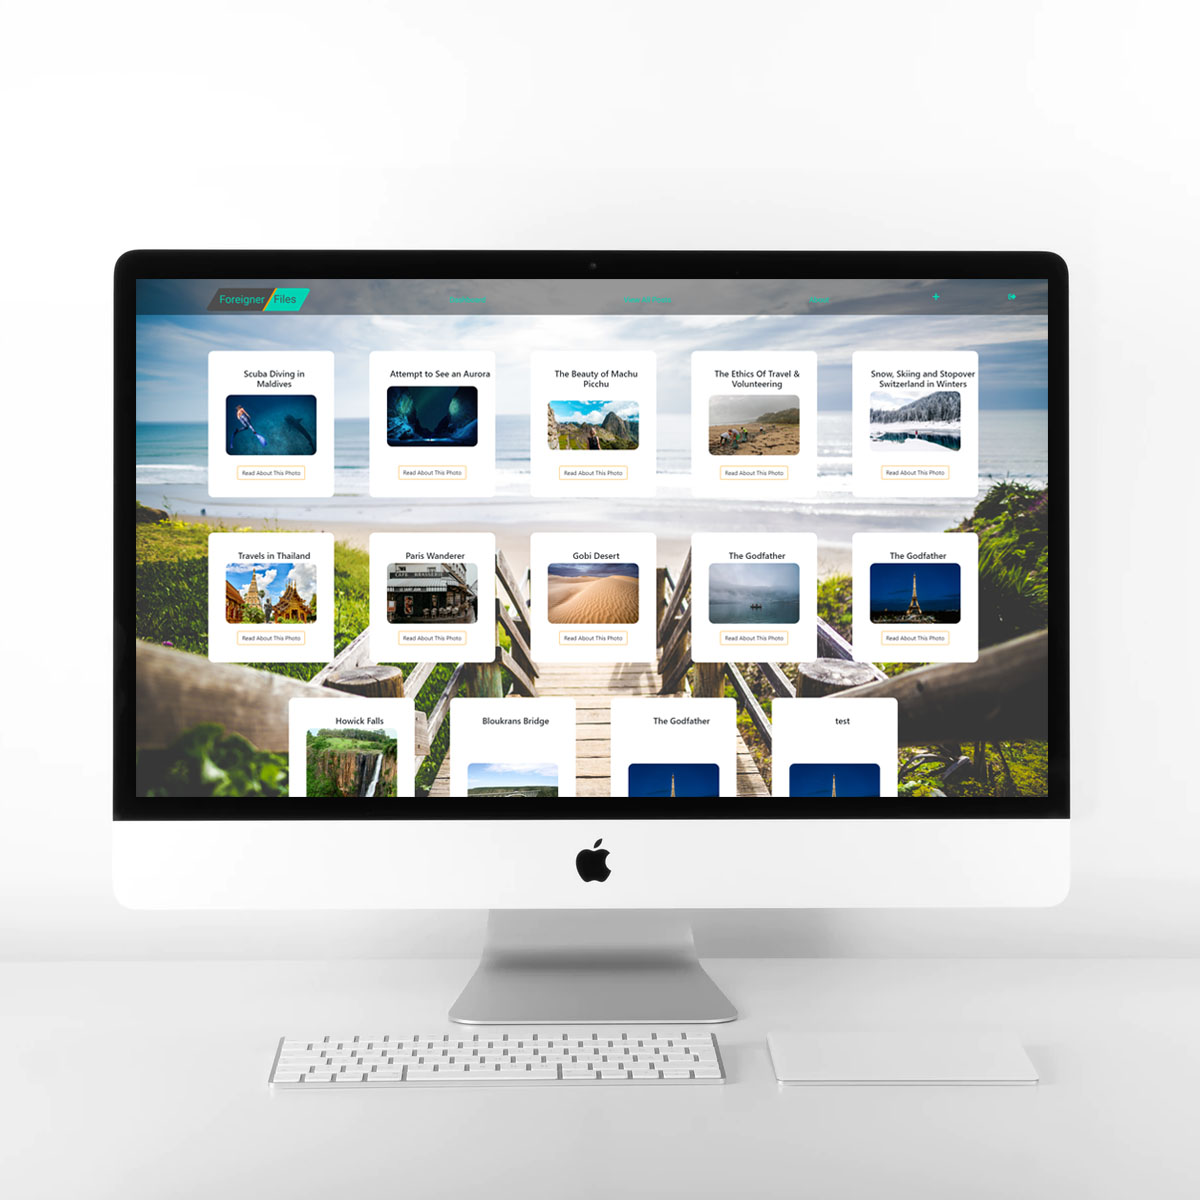 Foreigner Files
Scuba Diving in
Maldives
Read About This Photo
Attempt to See an Aurora
Read About This Photo
The Beauty of Machu
Picchu
Read About This Photo
The Ethics Of Travel &
Volunteering
Read About This Photo
Snow, Skiing and Stopover
Switzerland in Winters
Read About This Photo
Travels in Thailand
Read About This Photo
Paris Wanderer
CAFE BRASSERIE
Read About This Photo
Gobi Desert
Read About This Photo
The Godfather
Read About This Photo
The Godfather
Read About This Photo
Howick Falls
Bloukrans Bridge
The Godfather
test